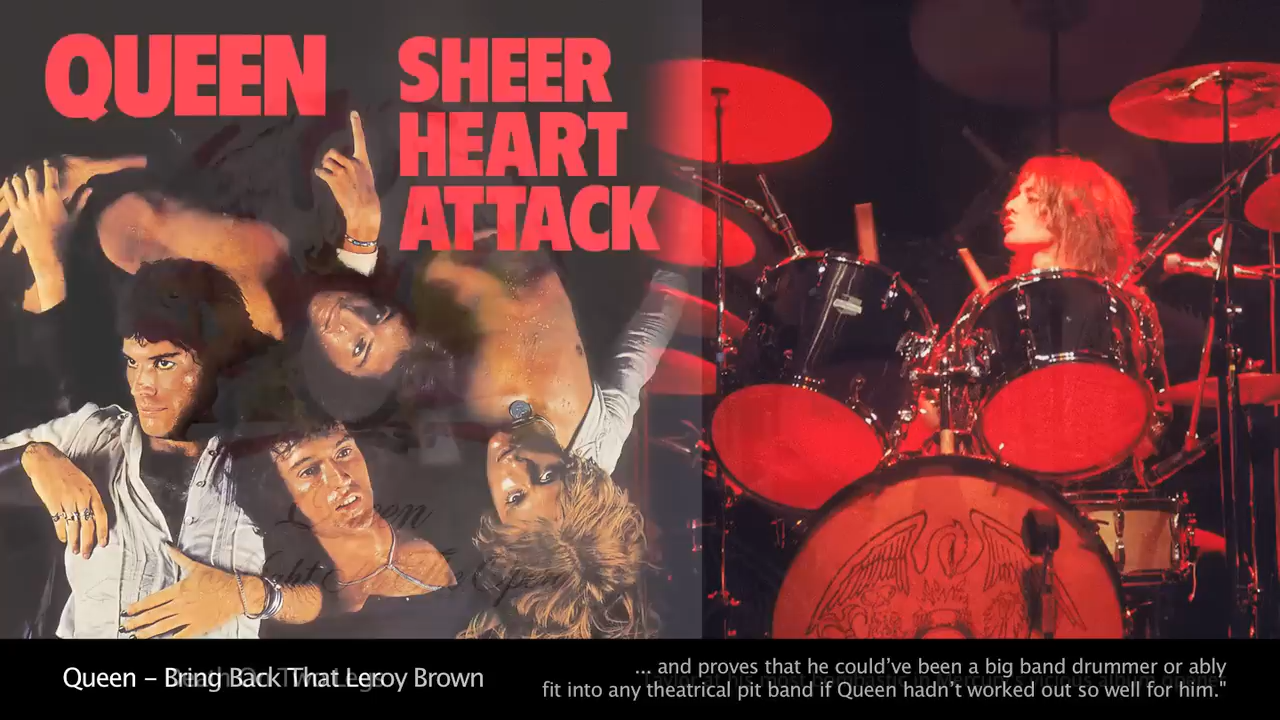 QUEEN
SHEER
HEART
ATTACK
Queen – Bring Back That Leroy Brown
... and proves that he could've been a big band drummer or ably
fit into any theatrical pit band if Queen hadn't worked out so well for him."